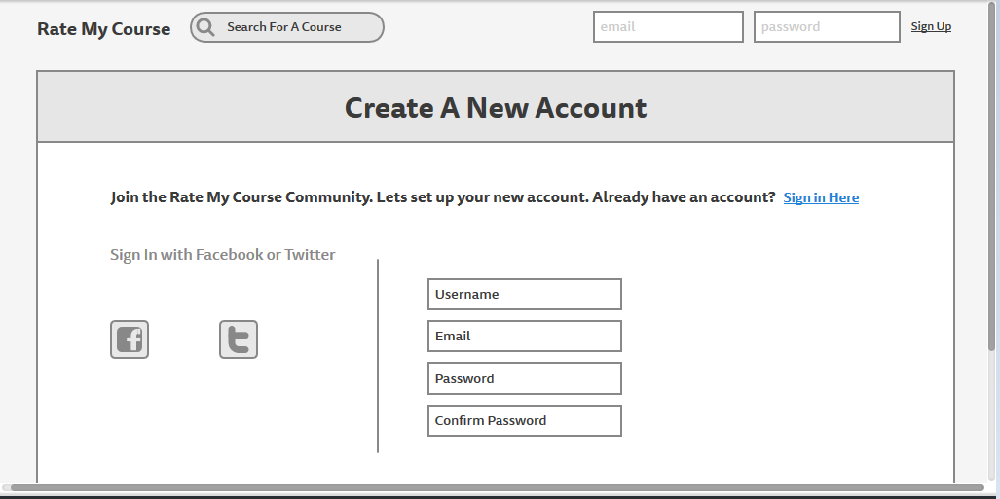 Rate My Course
Search For A Course
email
password
Sign Up
Create A New Account
Join the Rate My Course Community. Lets set up your new account. Already have an account? Sign in Here
Sign In with Facebook or Twitter
Username
Email
Password
Confirm Password